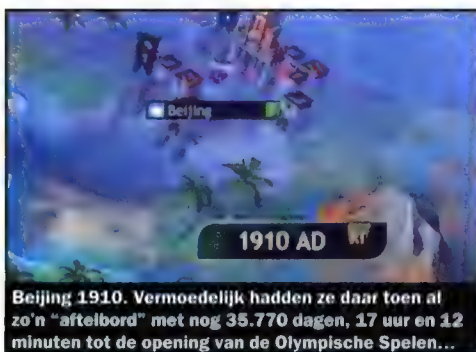 Beijing
1910 AD
Beijing 1910. Vermoedelijk hadden ze daar toen al
zo'n "aftelbord" met nog 35.770 dagen, 17 uur en 12
minuten tot de opening van de Olympische Spelen...